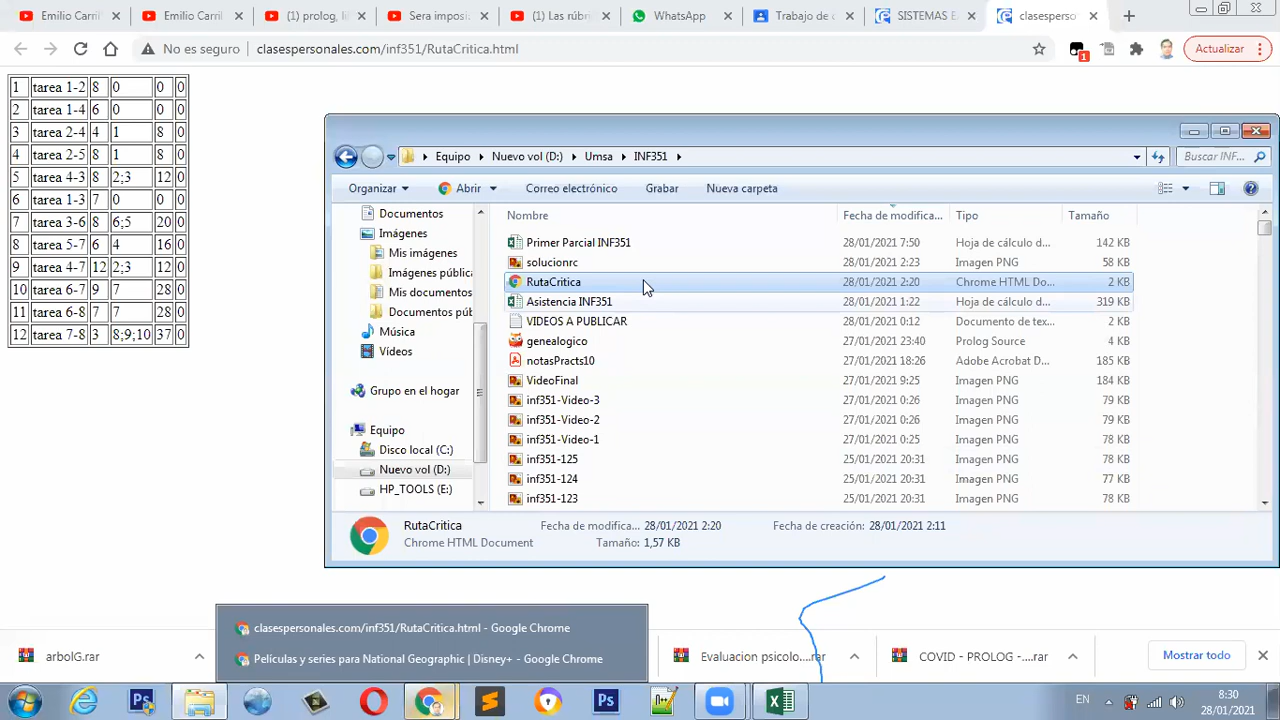 Emilio Carril
Emilio Carril
(1) prolog, lil
Sera imposi
(1) Las rúbri
WhatsApp
Trabajo de c
SISTEMAS E
clasesperso
No es seguro
clasespersonales.com/inf351/RutaCritica.html
1
Actualizar
1 tarea 1-2 8 0 0 0
2 tarea 1-4 6 0 0 0
3 tarea 2-4 4 1 8 0
4 tarea 2-5 8 1 8 0
5 tarea 4-3 8 2;3 12 0
6 tarea 1-3 7 0 0 0
7 tarea 3-6 8 6;5 20 0
8 tarea 5-7 6 4 16 0
9 tarea 4-7 12 2;3 12 0
10 tarea 6-7 9 7 28 0
11 tarea 6-8 7 7 28 0
12 tarea 7-8 3 8;9;10 37 0
Equipo Nuevo vol (D:) Umsa INF351
Buscar INF...
Organizar Abrir Correo electrónico Grabar Nueva carpeta
Documentos
Imágenes
Mis imágenes
Imágenes públic
Mis documentos
Documentos púb
Música
Vídeos
Grupo en el hogar
Equipo
Disco local (C:)
Nuevo vol (D:)
HP_TOOLS (E:)
Nombre Fecha de modifica... Tipo Tamaño
Primer Parcial INF351 28/01/2021 7:50 Hoja de cálculo d... 142 KB
solucionrc 28/01/2021 2:23 Imagen PNG 58 KB
RutaCritica 28/01/2021 2:20 Chrome HTML Do... 2 KB
Asistencia INF351 28/01/2021 1:22 Hoja de cálculo d... 319 KB
VIDEOS A PUBLICAR 28/01/2021 0:12 Documento de tex... 2 KB
genealogico 27/01/2021 23:40 Prolog Source 4 KB
notasPracts10 27/01/2021 18:26 Adobe Acrobat D... 185 KB
VideoFinal 27/01/2021 9:25 Imagen PNG 184 KB
inf351-Video-3 27/01/2021 0:26 Imagen PNG 79 KB
inf351-Video-2 27/01/2021 0:26 Imagen PNG 79 KB
inf351-Video-1 27/01/2021 0:25 Imagen PNG 78 KB
inf351-125 25/01/2021 20:31 Imagen PNG 78 KB
inf351-124 25/01/2021 20:31 Imagen PNG 77 KB
inf351-123 25/01/2021 20:31 Imagen PNG 78 KB
RutaCritica Fecha de modifica... 28/01/2021 2:20 Fecha de creación: 28/01/2021 2:11
Chrome HTML Document Tamaño: 1,57 KB
clasespersonales.com/inf351/RutaCritica.html - Google Chrome
Películas y series para National Geographic | Disney+ - Google Chrome
arbolG.rar
Evaluacion psicolo....rar
COVID - PROLOG -....rar
Mostrar todo
EN
8:30
28/01/2021